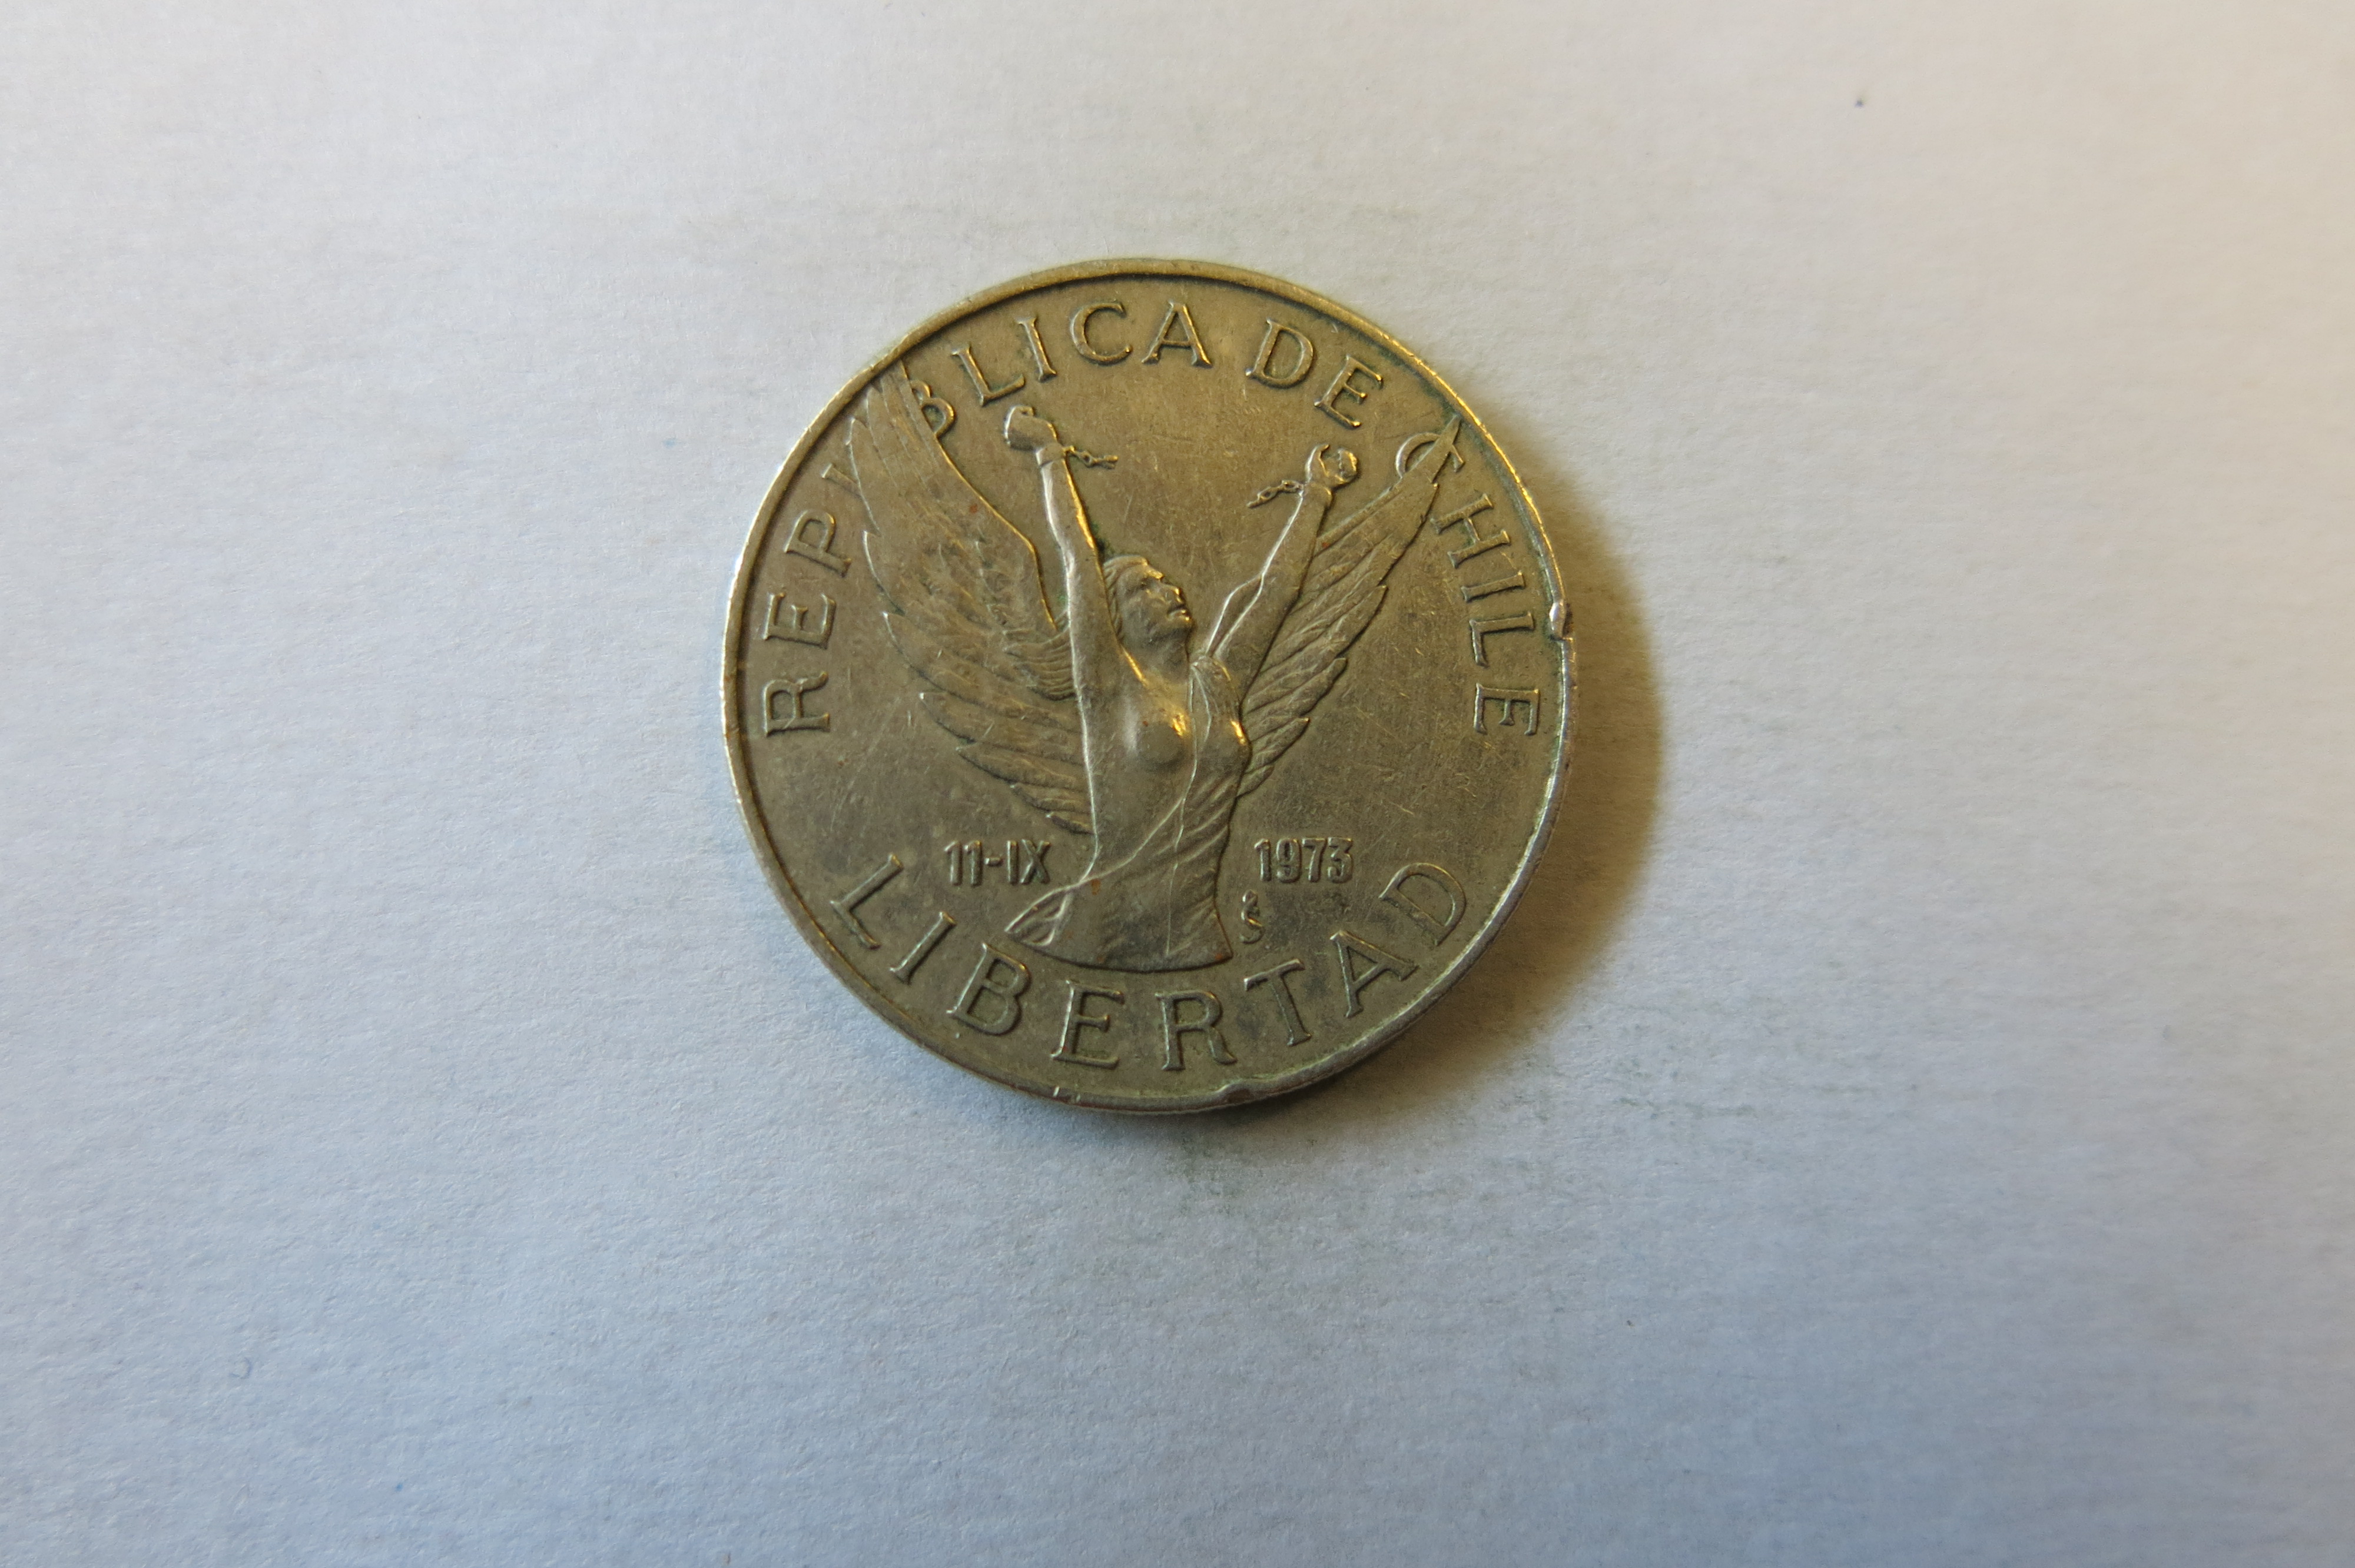 REPUBLICA DE CHILE
11-IX 1973
S
LIBERTAD